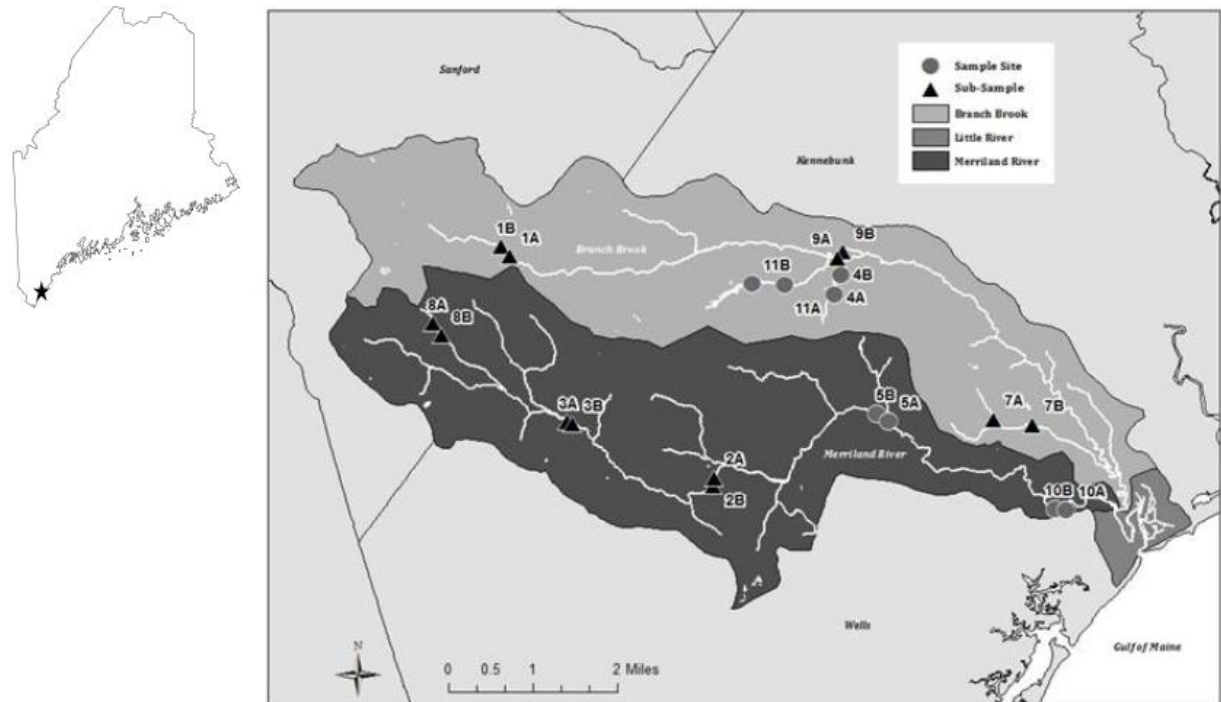 Sanford
Sample Site
Sub-Sample
Branch Brook
Little River
Merriland River
Kennebunk
1B
1A
Branch Brook
9A
9B
11B
4B
11A
4A
8A
8B
3A
3B
5B
5A
7A
7B
Merriland River
2A
2B
10B
10A
Wells
Gulf of Maine
N
0 0.5 1 2 Miles